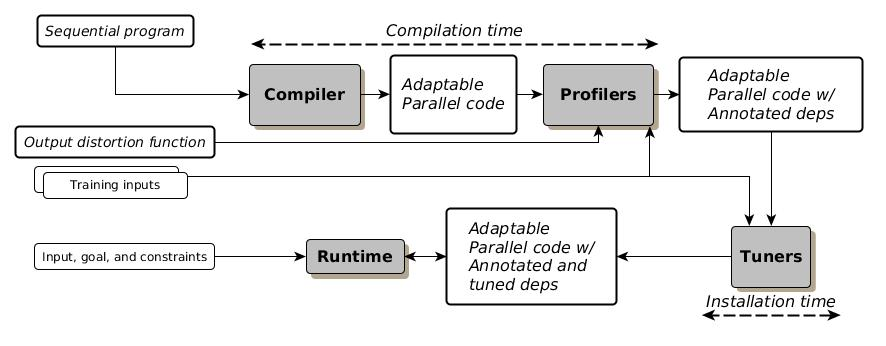 Sequential program
Compilation time
Compiler
Adaptable
Parallel code
Profilers
Adaptable
Parallel code w/
Annotated deps
Output distortion function
Training inputs
Input, goal, and constraints
Runtime
Adaptable
Parallel code w/
Annotated and
tuned deps
Tuners
Installation time